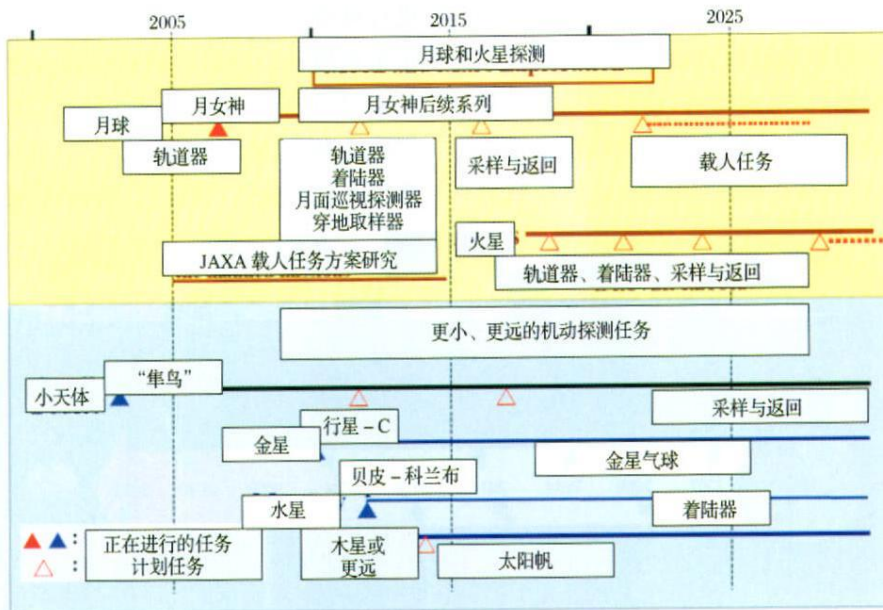 2005
2015
2025
月球和火星探测
月女神
月女神后续系列
月球
轨道器
轨道器
着陆器
月面巡视探测器
穿地取样器
采样与返回
载人任务
火星
JAXA 载人任务方案研究
轨道器、着陆器、采样与返回
更小、更远的机动探测任务
“隼鸟”
小天体
采样与返回
行星－C
金星
金星气球
贝皮－科兰布
水星
着陆器
：正在进行的任务
：计划任务
木星或
更远
太阳帆